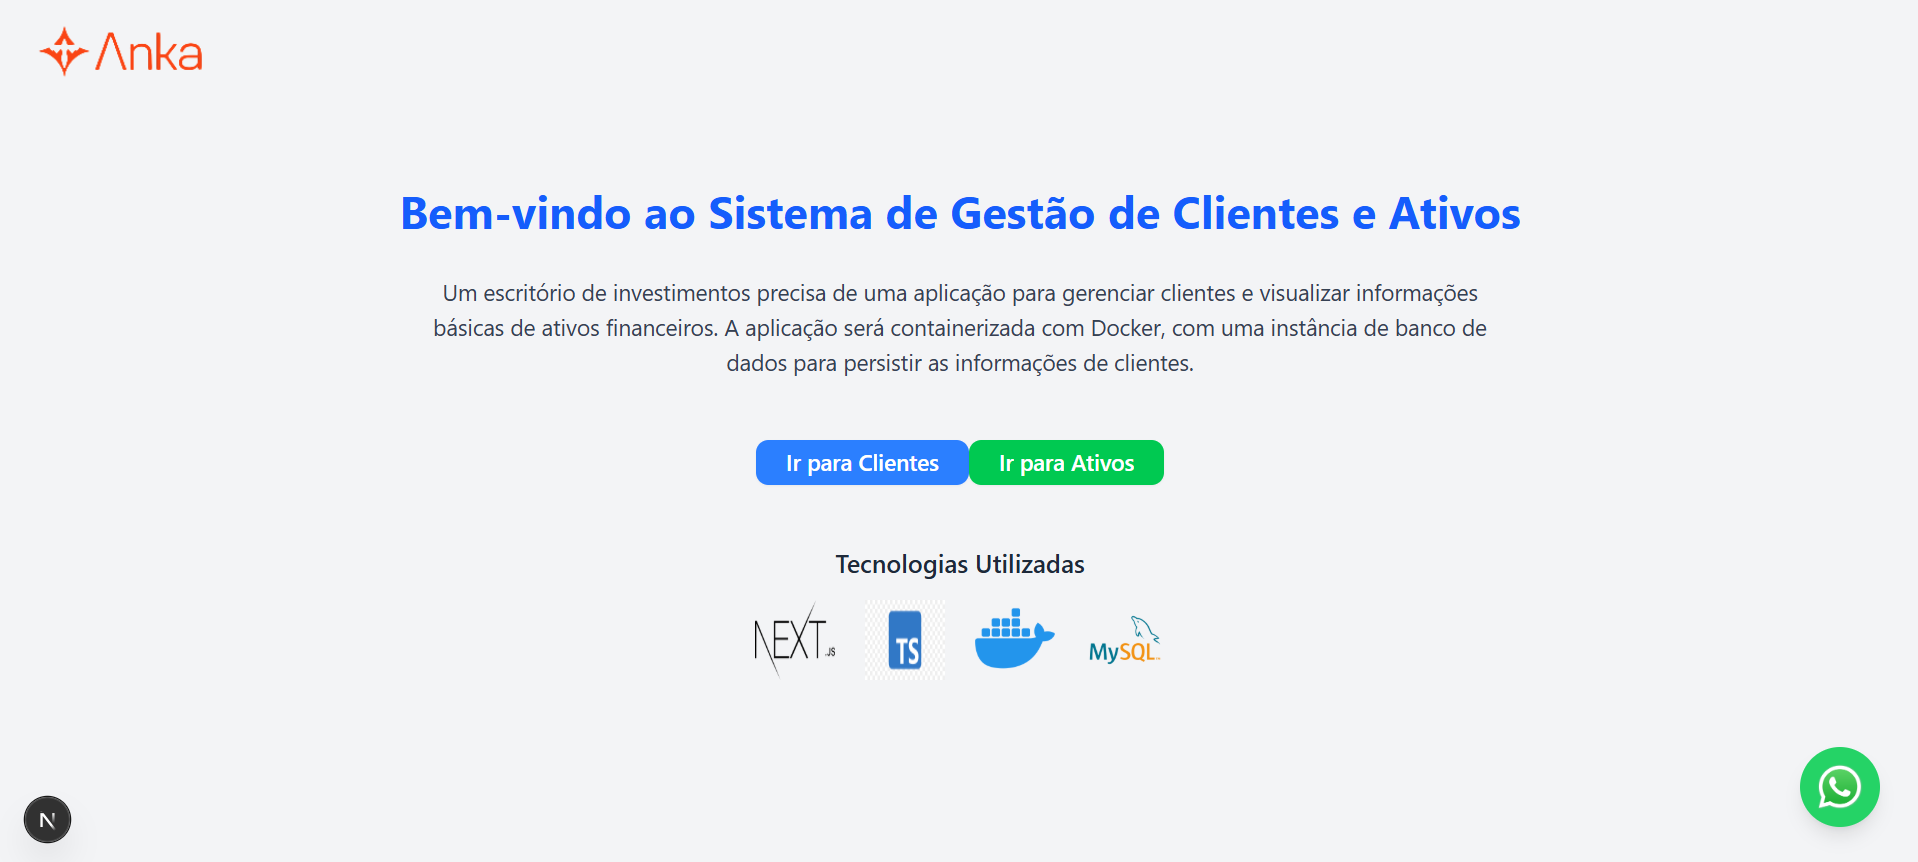 Anka
Bem-vindo ao Sistema de Gestão de Clientes e Ativos
Um escritório de investimentos precisa de uma aplicação para gerenciar clientes e visualizar informações
básicas de ativos financeiros. A aplicação será containerizada com Docker, com uma instância de banco de
dados para persistir as informações de clientes.
Ir para Clientes
Ir para Ativos
Tecnologias Utilizadas
NEXT.JS
TS
MySQL
N